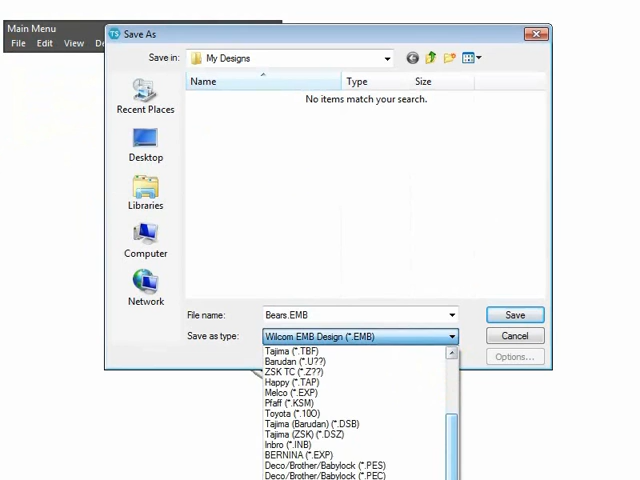 Main Menu
File Edit View
TS Save As
Save in: My Designs
Name Type Size
No items match your search.
Recent Places
Desktop
Libraries
Computer
Network
File name: Bears.EMB Save
Save as type: Wilcom EMB Design (*.EMB) Cancel
Options...
Tajima (*.TBF)
Barudan (*.U??)
ZSK TC (*.Z??)
Happy (*.TAP)
Melco (*.EXP)
Pfaff (*.KSM)
Toyota (*.10O)
Tajima (Barudan) (*.DSB)
Tajima (ZSK) (*.DSZ)
Inbro (*.INB)
BERNINA (*.EXP)
Deco/Brother/Babylock (*.PES)
Deco/Brother/Babylock (*.PEC)